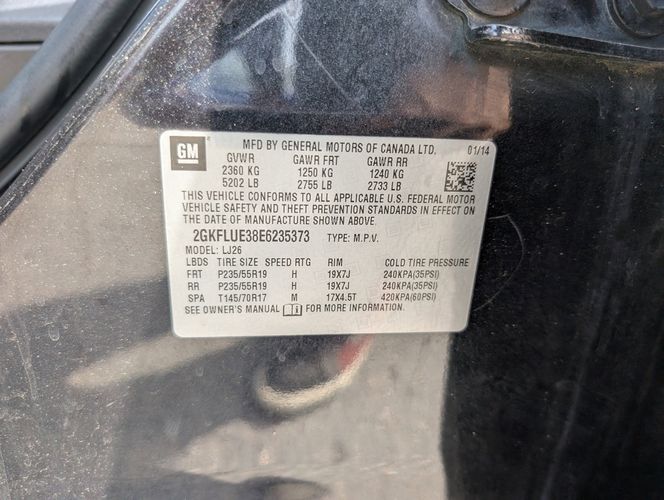 GM
MFD BY GENERAL MOTORS OF CANADA LTD. 01/14
GVWR GAWR FRT GAWR RR
2360 KG 1250 KG 1240 KG
5202 LB 2755 LB 2733 LB
THIS VEHICLE CONFORMS TO ALL APPLICABLE U.S. FEDERAL MOTOR
VEHICLE SAFETY AND THEFT PREVENTION STANDARDS IN EFFECT ON
THE DATE OF MANUFACTURE SHOWN ABOVE.
2GKFLUE38E6235373 TYPE: M.P.V.
MODEL: LJ26
LBDS TIRE SIZE SPEED RTG RIM COLD TIRE PRESSURE
FRT P235/55R19 H 19X7J 240KPA(35PSI)
RR P235/55R19 H 19X7J 240KPA(35PSI)
SPA T145/70R17 M 17X4.5T 420KPA(60PSI)
SEE OWNER'S MANUAL FOR MORE INFORMATION.